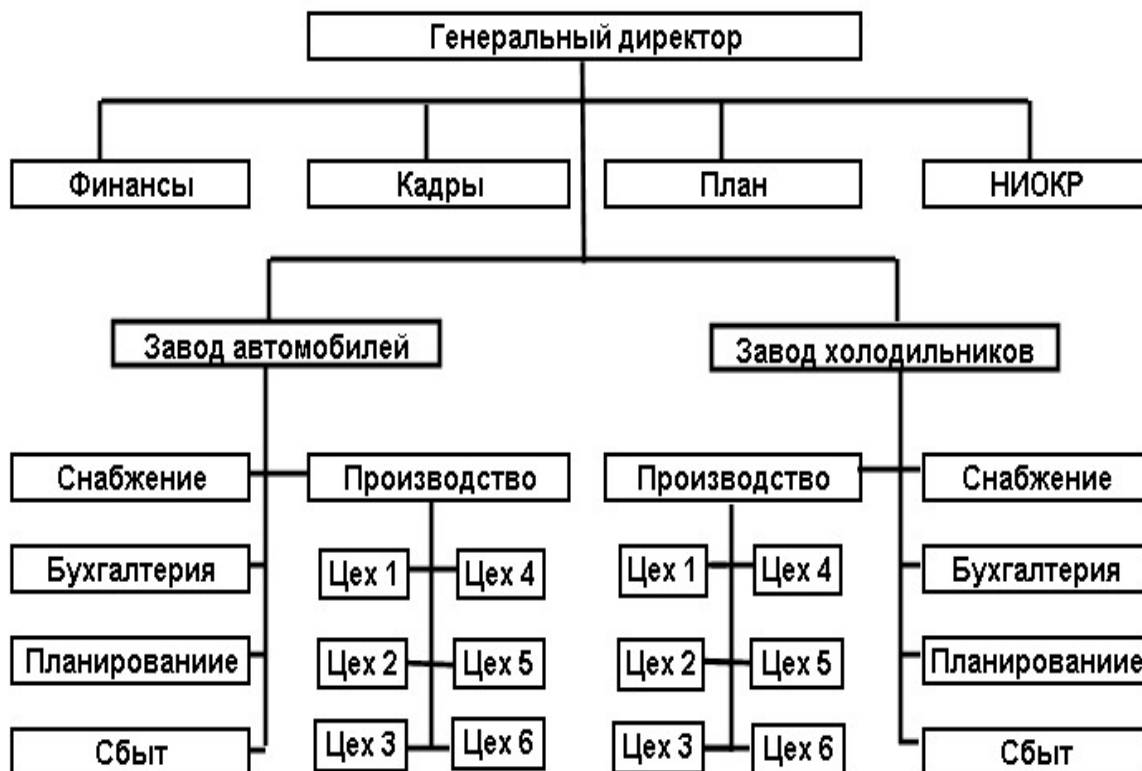 Генеральный директор
Финансы
Кадры
План
НИОКР
Завод автомобилей
Завод холодильников
Снабжение
Производство
Производство
Снабжение
Бухгалтерия
Цех 1
Цех 4
Цех 1
Цех 4
Бухгалтерия
Планированиие
Цех 2
Цех 5
Цех 2
Цех 5
Планированиие
Сбыт
Цех 3
Цех 6
Цех 3
Цех 6
Сбыт